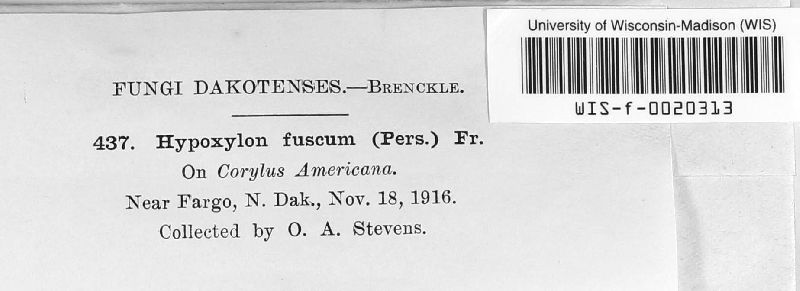 University of Wisconsin-Madison (WIS)
WIS-f-0020313
FUNGI DAKOTENSES.—BRENCKLE.
437. Hypoxylon fuscum (Pers.) Fr.
On Corylus Americana.
Near Fargo, N. Dak., Nov. 18, 1916.
Collected by O. A. Stevens.